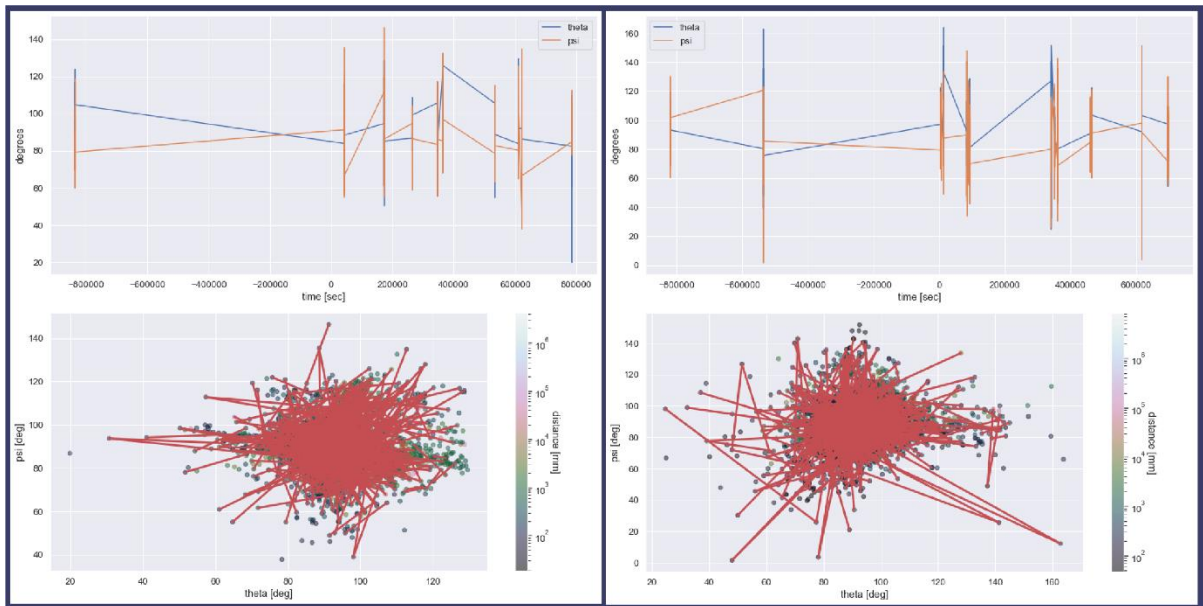 theta
psi
degrees
140
120
100
80
60
40
20
−800000 −600000 −400000 −200000 0 200000 400000 600000 800000
time [sec]
theta
psi
degrees
160
140
120
100
80
60
40
20
0
−800000 −600000 −400000 −200000 0 200000 400000 600000
time [sec]
psi [deg]
140
120
100
80
60
40
20 40 60 80 100 120
theta [deg]
10^6
10^5
10^4
10^3
10^2
distance [mm]
psi [deg]
140
120
100
80
60
40
20
0
20 40 60 80 100 120 140 160
theta [deg]
10^6
10^5
10^4
10^3
10^2
distance [mm]